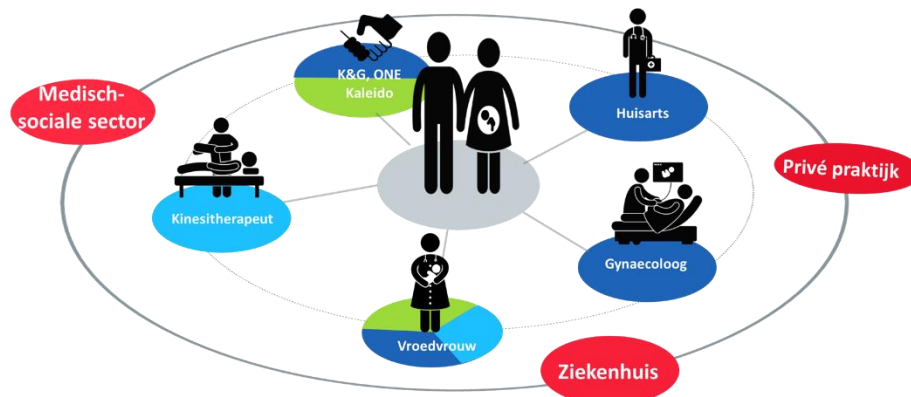 K&G, ONE
Kaleido
Huisarts
Medisch-
sociale sector
Privé praktijk
Kinesitherapeut
Gynaecoloog
Vroedvrouw
Ziekenhuis